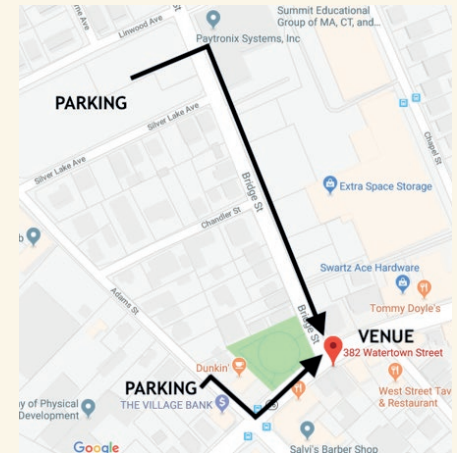 Summit Educational
Group of MA, CT, and...
Linwood Ave
Paytronix Systems, Inc
PARKING
Silver Lake Ave
Silver Lake Ave
Chapel St
Bridge St
Extra Space Storage
Chandler St
Swartz Ace Hardware
Adams St
Bridge St
Tommy Doyle's
VENUE
382 Watertown Street
Dunkin'
PARKING
THE VILLAGE BANK
West Street Tav
& Restaurant
y of Physical
Development
Google
Salvi's Barber Shop